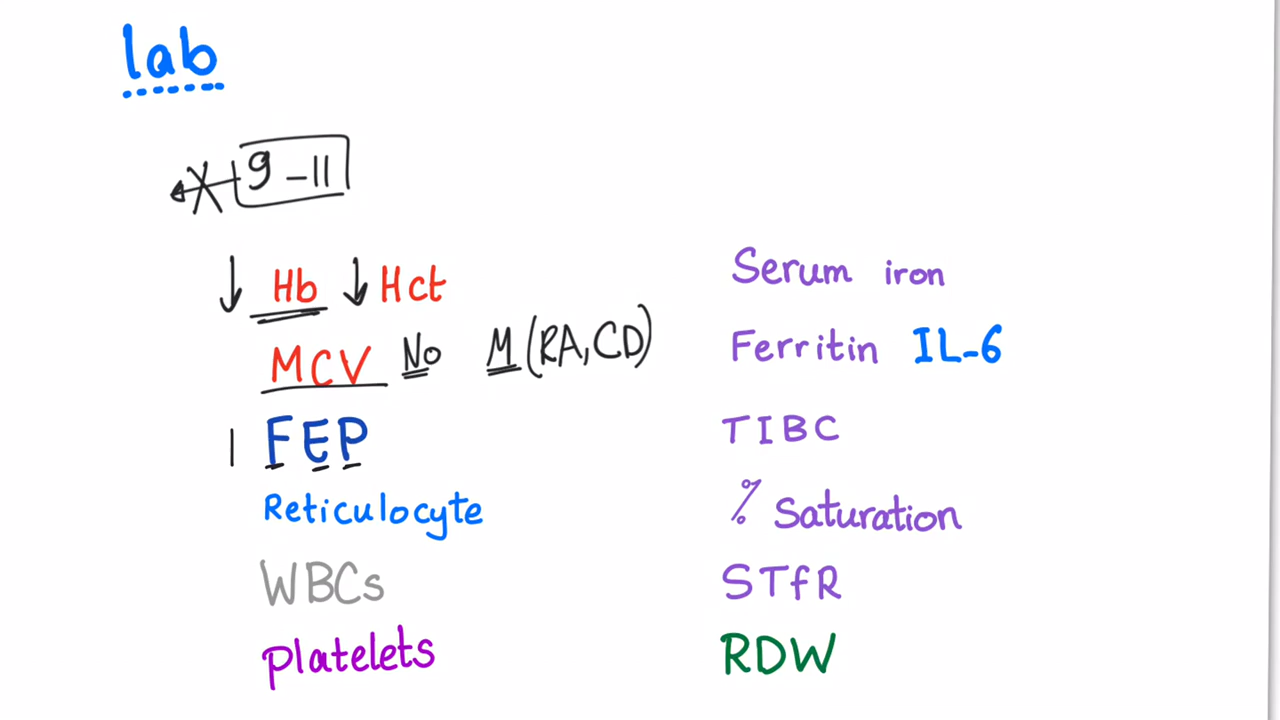 lab
9-11
↓ Hb ↓ Hct
MCV No M (RA, CD)
FEP
Reticulocyte
WBCs
platelets
Serum iron
Ferritin IL-6
TIBC
% Saturation
STfR
RDW